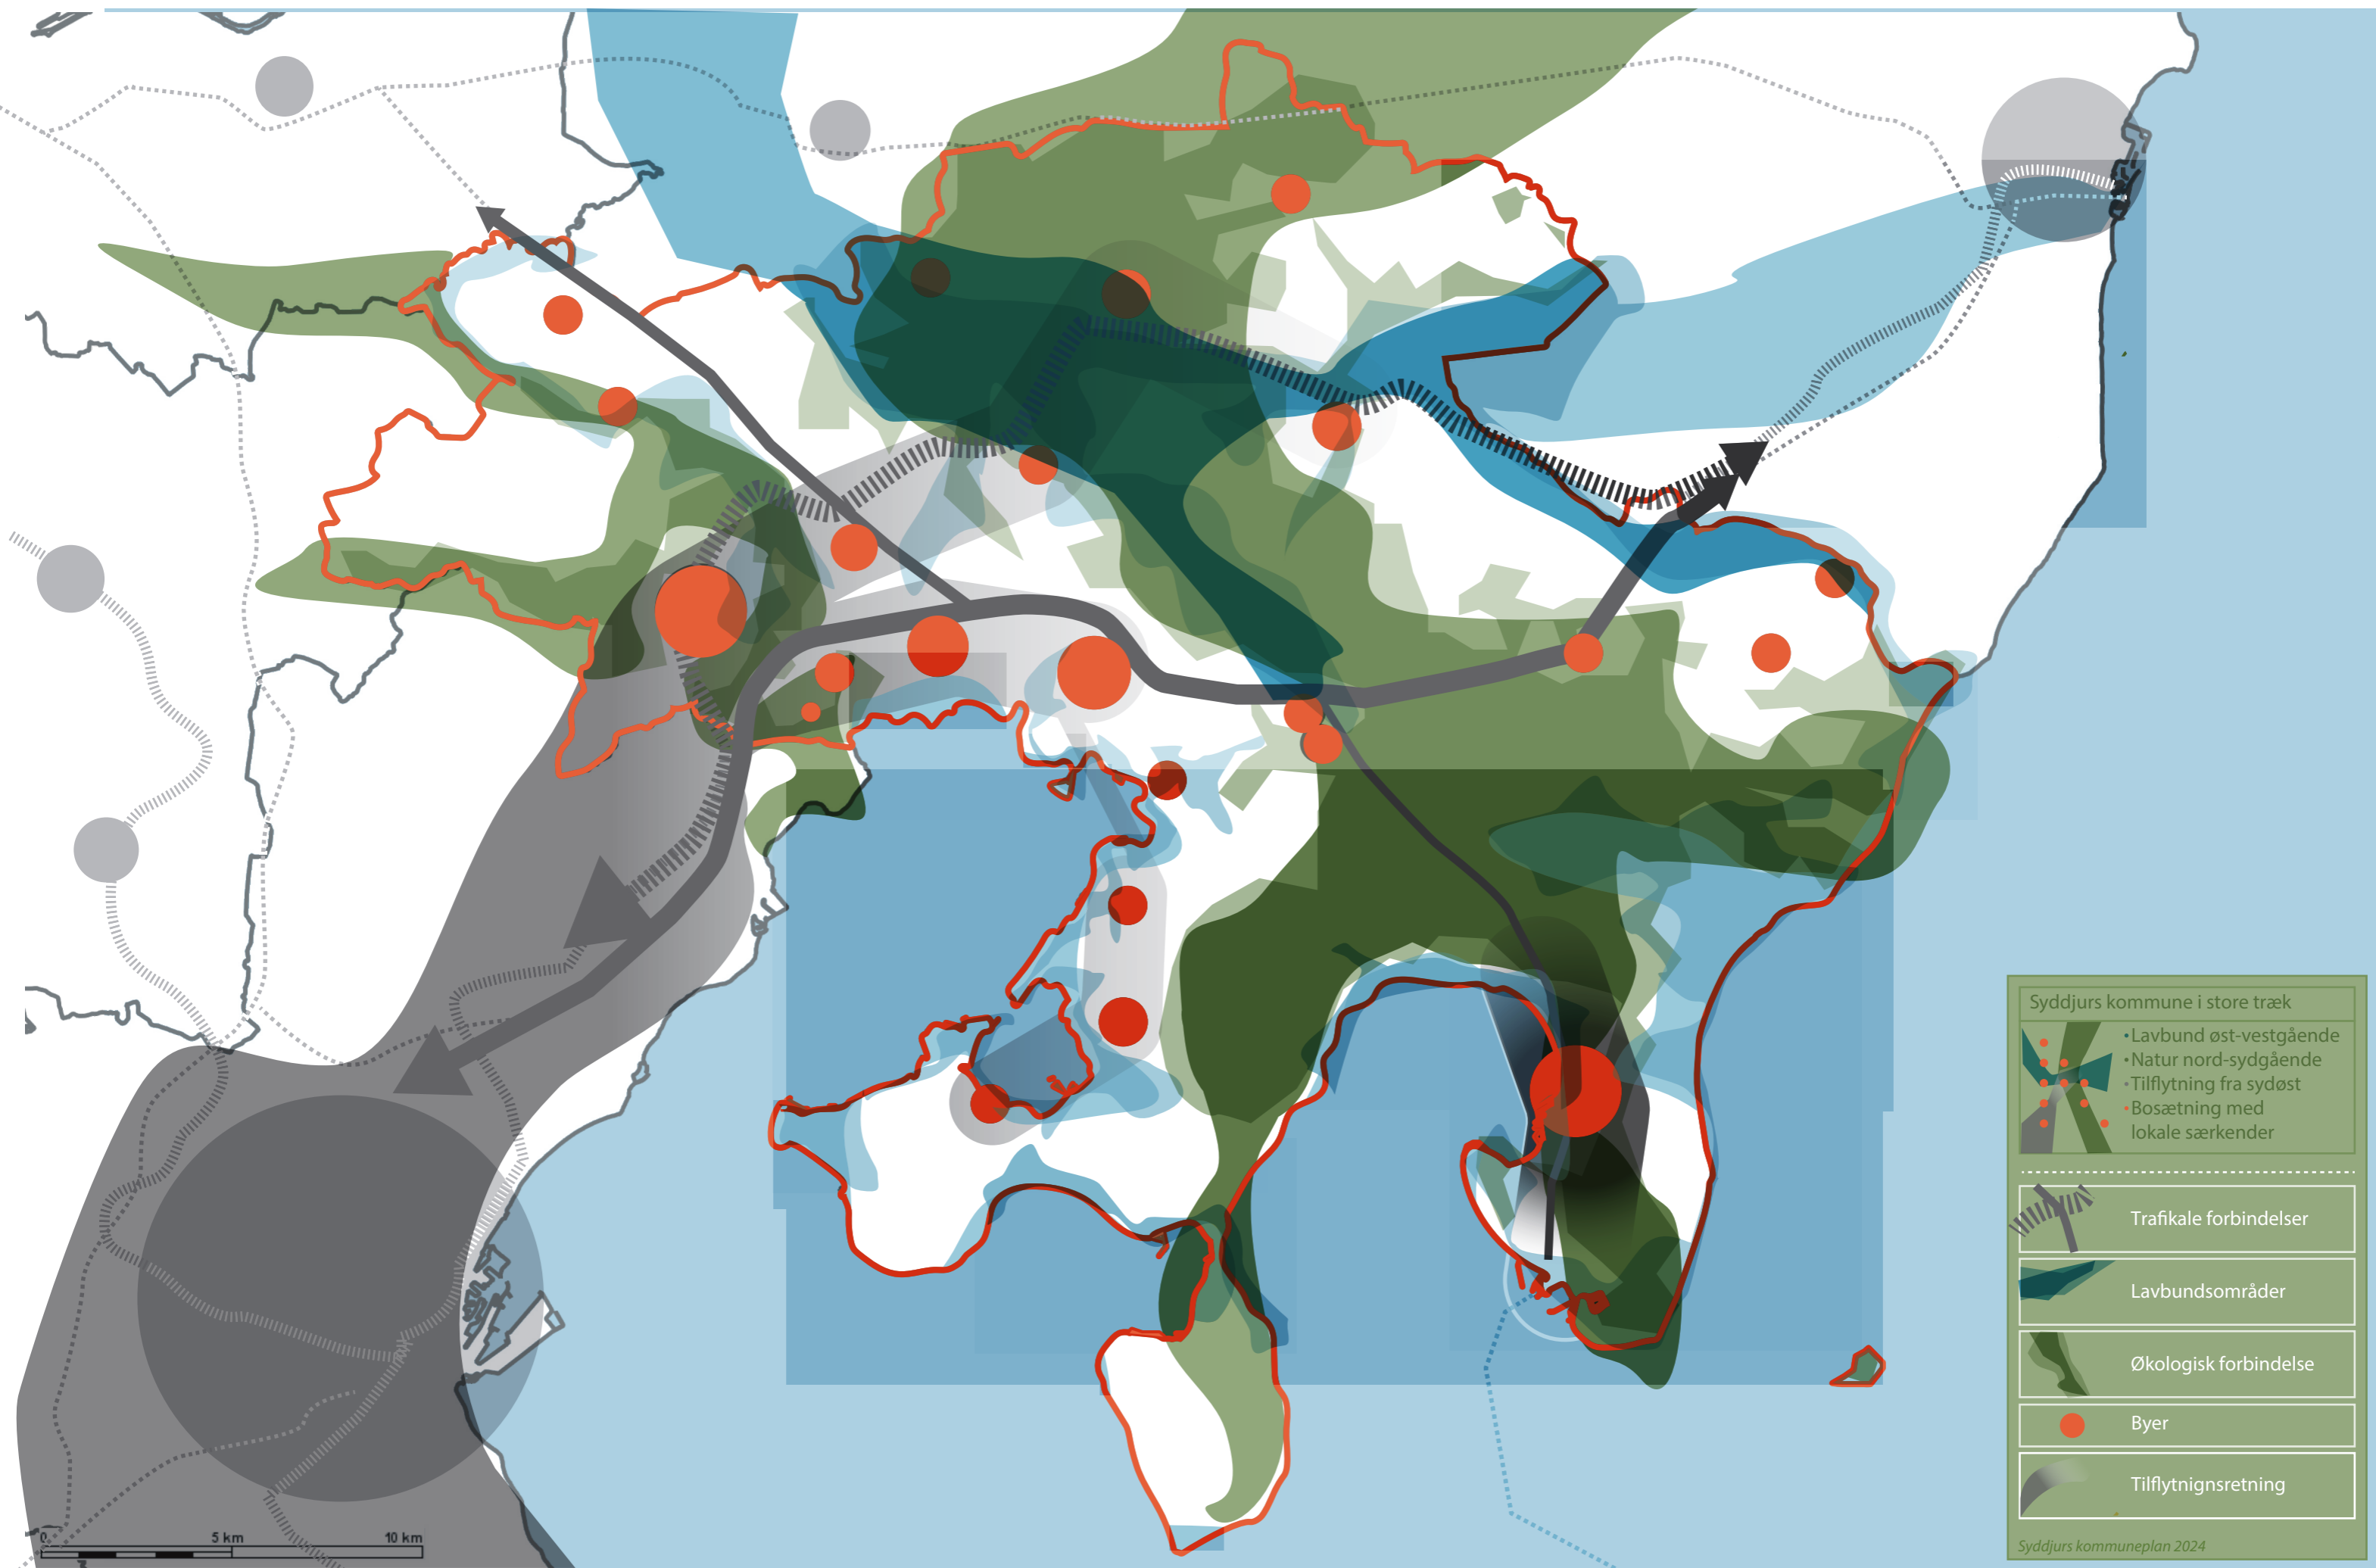 Syddjurs kommune i store træk
•Lavbund øst-vestgående
•Natur nord-sydgående
•Tilflytning fra sydøst
•Bosætning med
lokale særkender
Trafikale forbindelser
Lavbundsområder
Økologisk forbindelse
Byer
Tilflytnignsretning
Syddjurs kommuneplan 2024
0 5 km 10 km